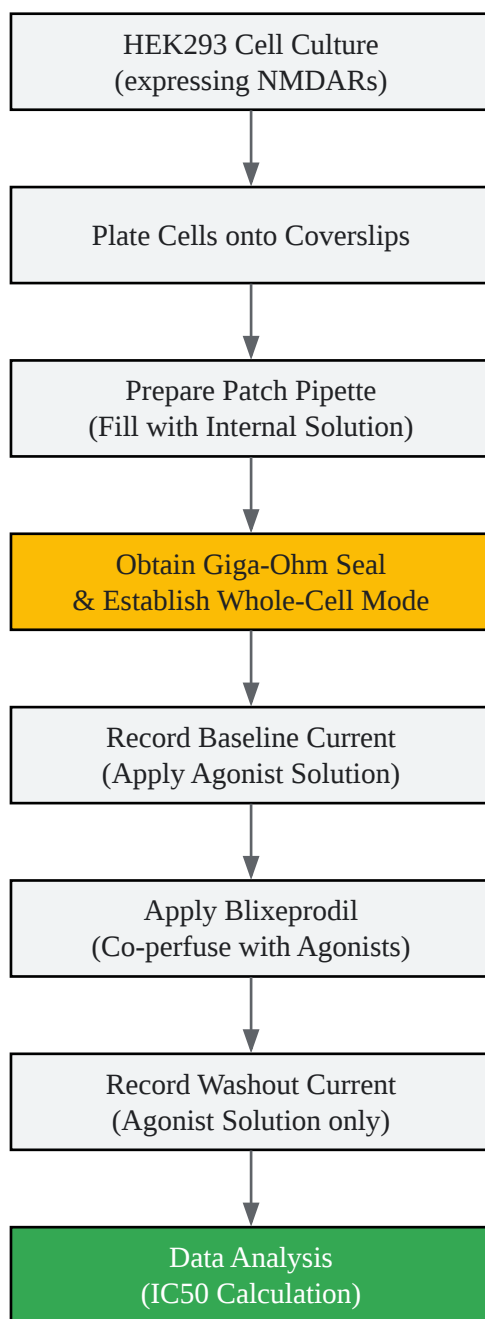 HEK293 Cell Culture
(expressing NMDARs)
Plate Cells onto Coverslips
Prepare Patch Pipette
(Fill with Internal Solution)
Obtain Giga-Ohm Seal
& Establish Whole-Cell Mode
Record Baseline Current
(Apply Agonist Solution)
Apply Blixeprodil
(Co-perfuse with Agonists)
Record Washout Current
(Agonist Solution only)
Data Analysis
(IC50 Calculation)